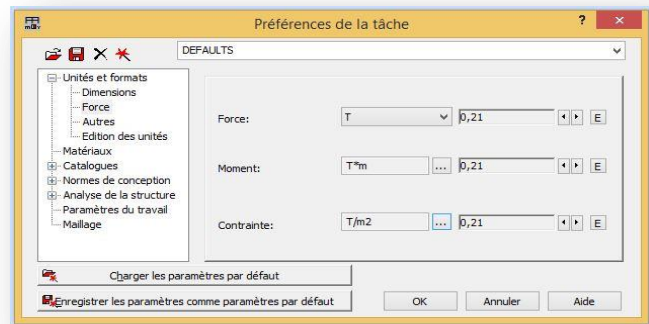 Préférences de la tâche
?
DEFAULTS
Unités et formats
Dimensions
Force
Autres
Edition des unités
Matériaux
Catalogues
Normes de conception
Analyse de la structure
Paramètres du travail
Maillage
Force: T 0,21 E
Moment: T*m ... 0,21 E
Contrainte: T/m2 ... 0,21 E
Charger les paramètres par défaut
Enregistrer les paramètres comme paramètres par défaut
OK Annuler Aide